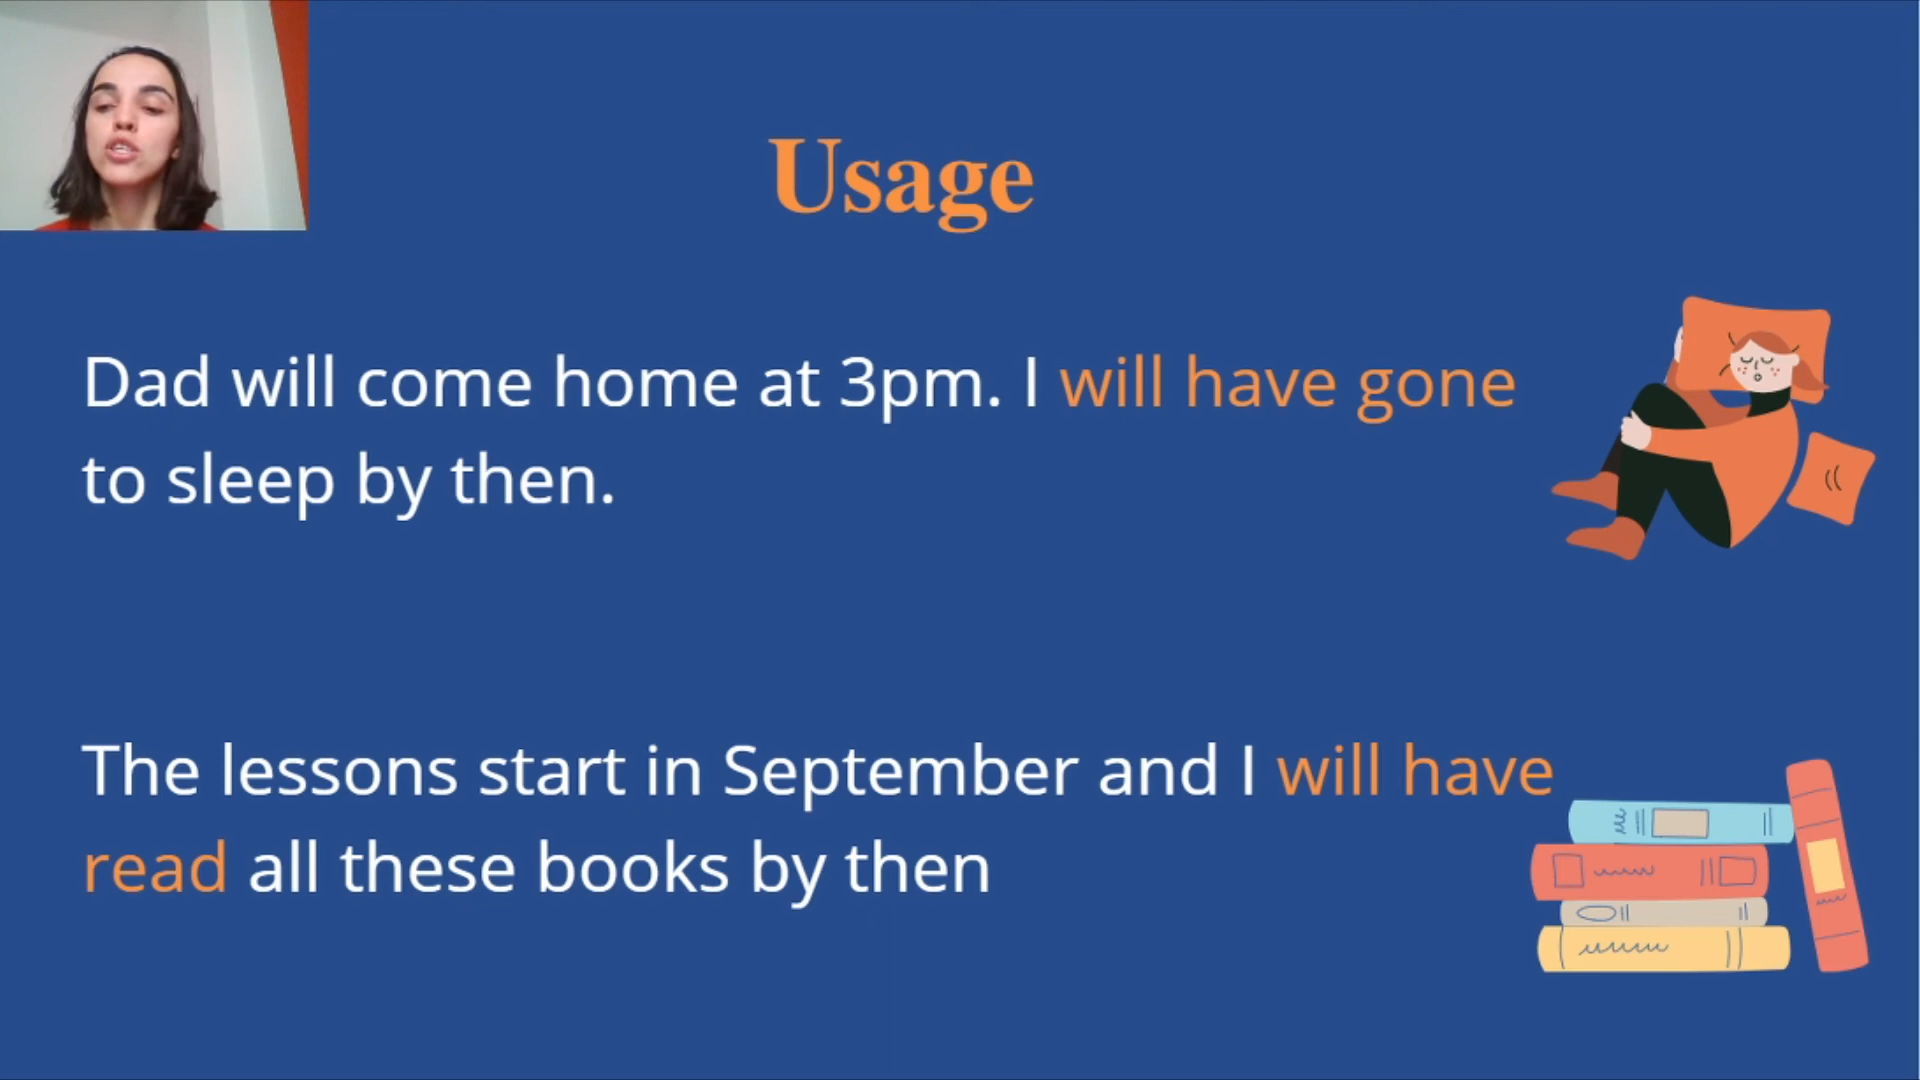 Usage
Dad will come home at 3pm. I will have gone
to sleep by then.
The lessons start in September and I will have
read all these books by then